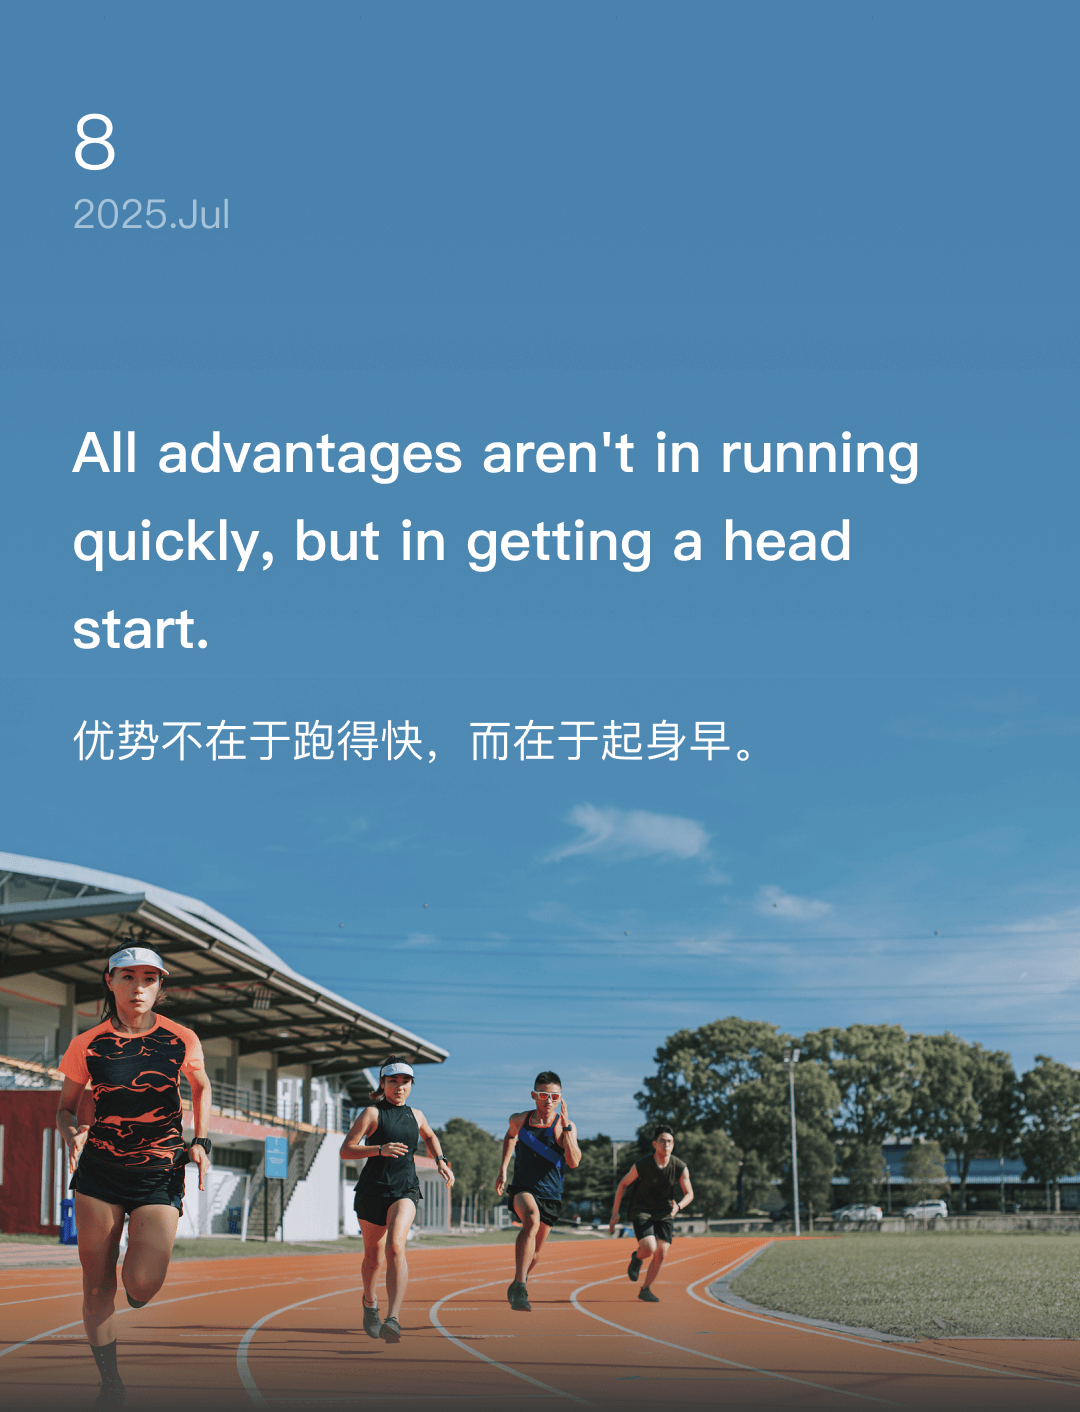 8
2025.Jul
All advantages aren't in running
quickly, but in getting a head
start.
优势不在于跑得快，而在于起身早。